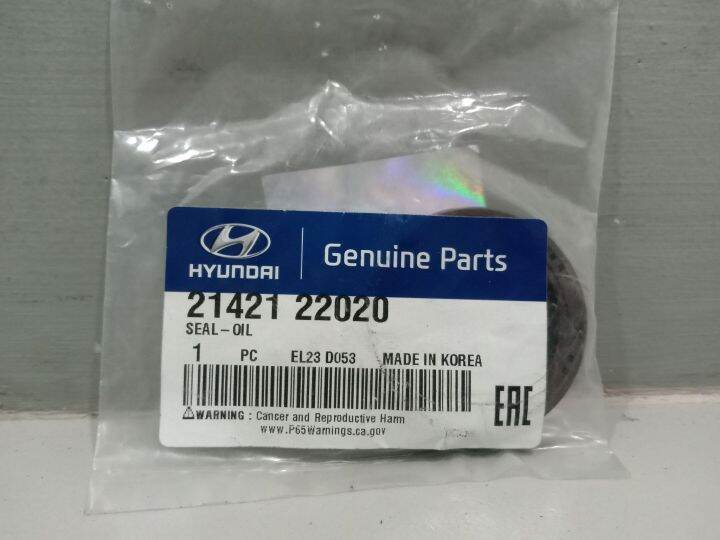 HYUNDAI
Genuine Parts
21421 22020
SEAL-OIL
1 PC EL23 D053 MADE IN KOREA
⚠WARNING : Cancer and Reproductive Harm
www.P65Warnings.ca.gov
EAC